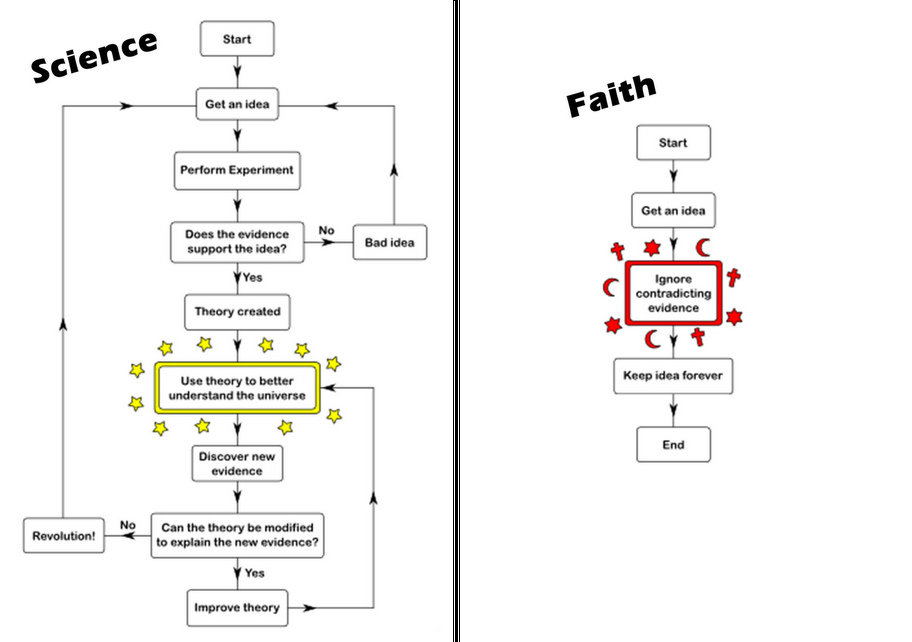 Science
Start
Get an idea
Perform Experiment
Does the evidence
support the idea?
No
Bad idea
Yes
Theory created
Use theory to better
understand the universe
Discover new
evidence
Can the theory be modified
to explain the new evidence?
No
Revolution!
Yes
Improve theory
Faith
Start
Get an idea
Ignore
contradicting
evidence
Keep idea forever
End